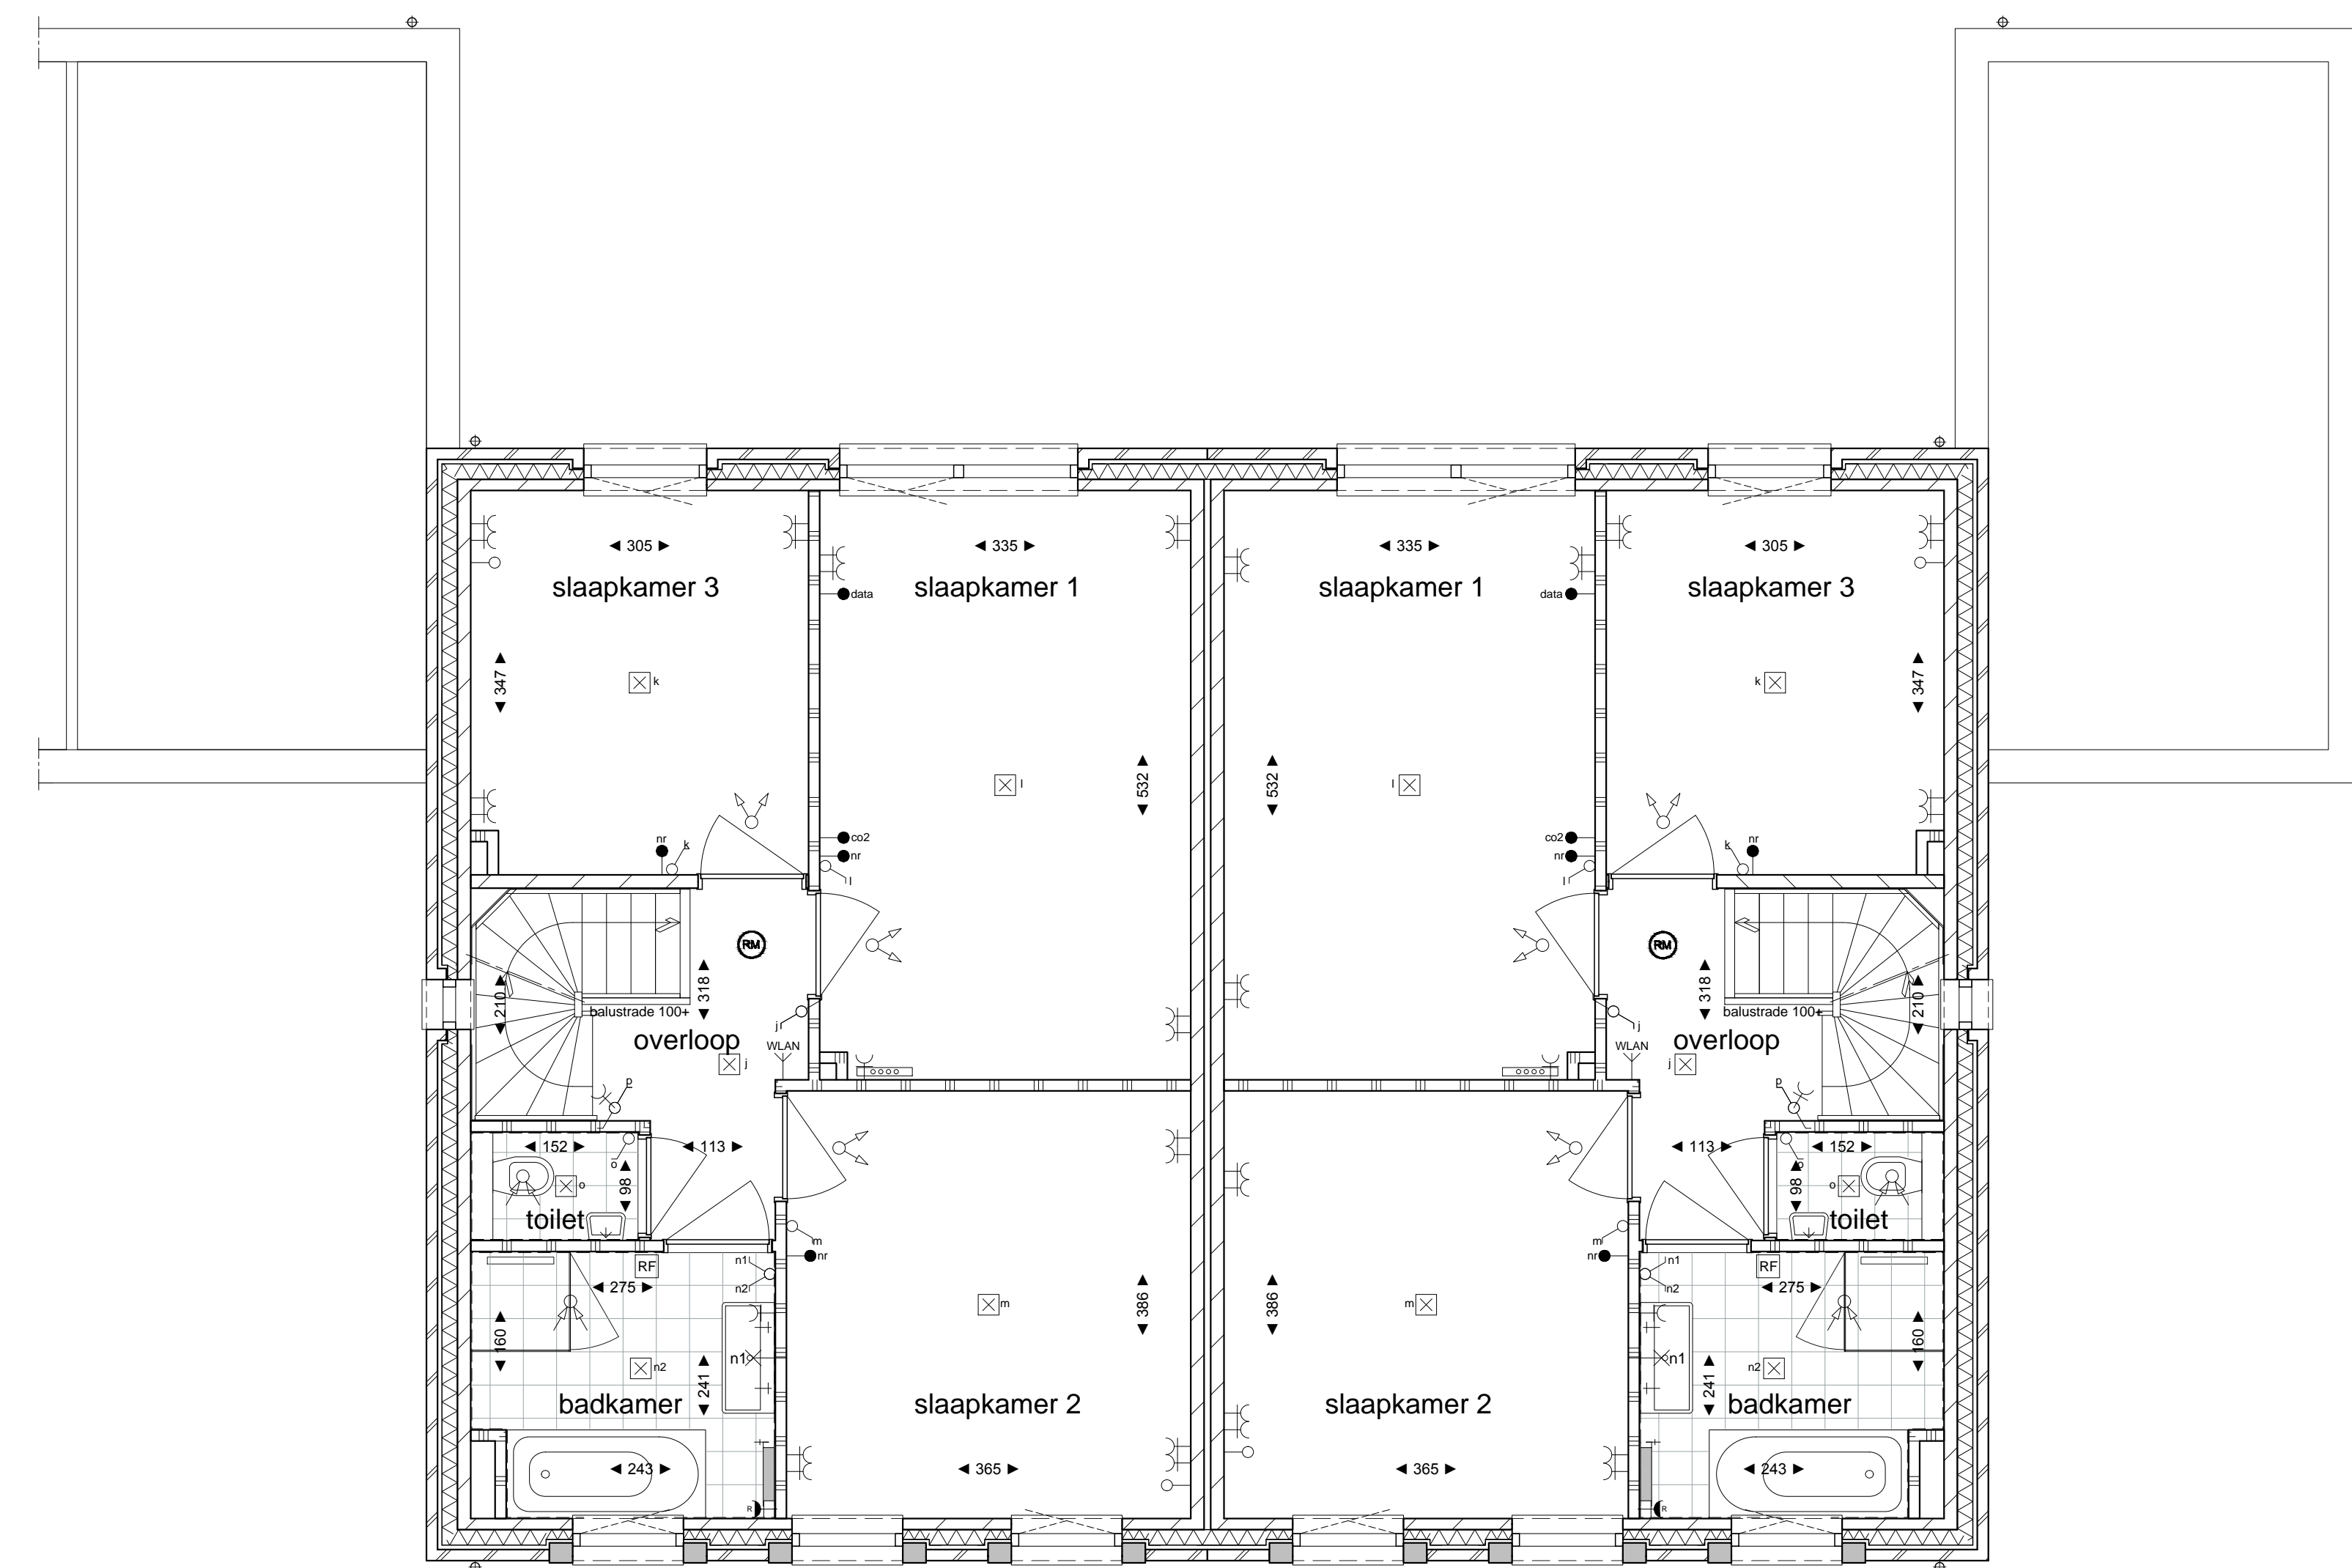 305 335 335 305
slaapkamer 3 slaapkamer 1 slaapkamer 1 slaapkamer 3
data data
347 k k 347
532 l l 532
nr k co2 co2 k nr
nr nr
l l
RM RM
210 318 318 210
balustrade 100+ balustrade 100+
j j
overloop overloop
WLAN WLAN
j j
p p
152 113 113 152
o 98 98 o
o o
toilet toilet
m m
nr nr
RF n1 n1 RF
275 n2 n2 275
386 386
m m
160 160
n2 241 n1 n1 241 n2
badkamer slaapkamer 2 slaapkamer 2 badkamer
243 365 365 243
R R